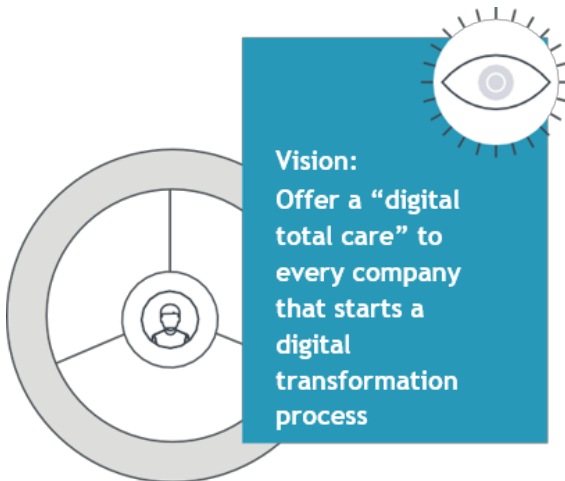 Vision:
Offer a “digital
total care” to
every company
that starts a
digital
transformation
process